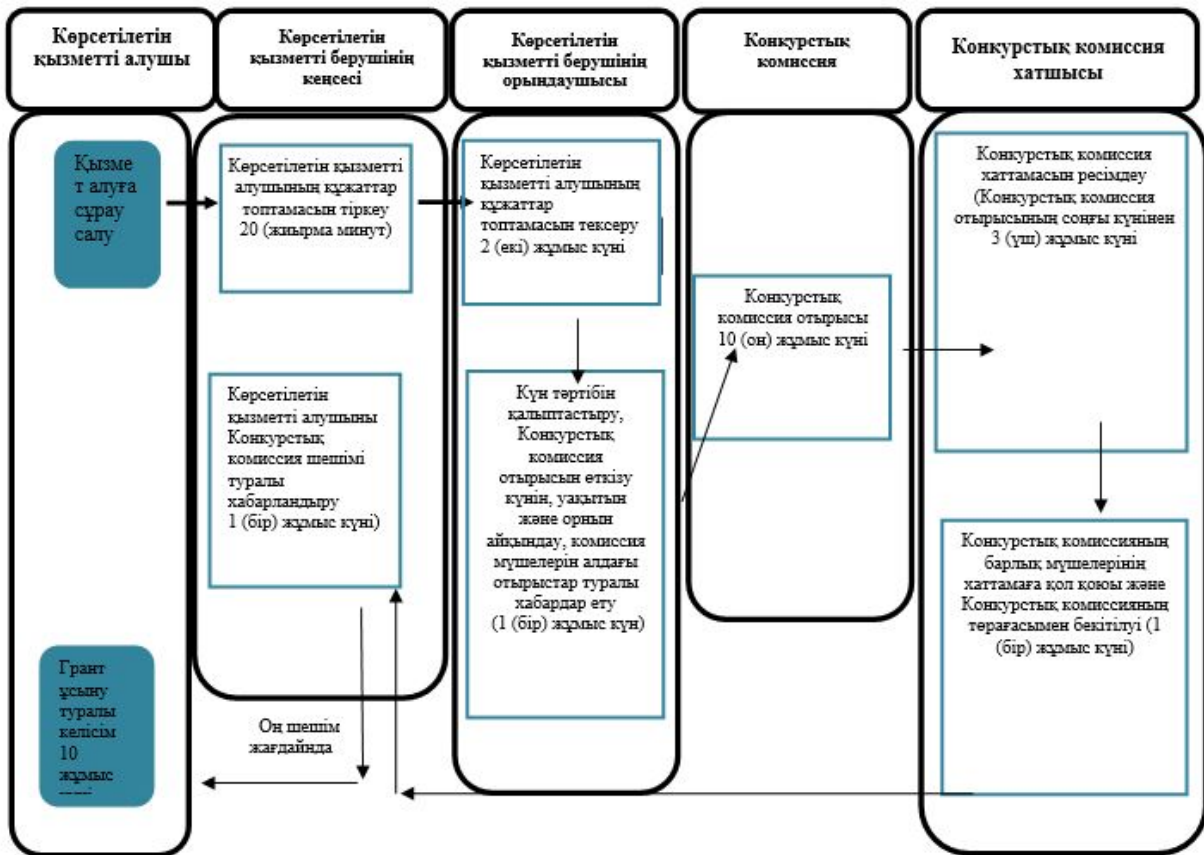 Көрсетілетін
қызметті алушы
Көрсетілетін
қызметті берушінің
кеңсесі
Көрсетілетін
қызметті берушінің
орындаушысы
Конкурстық
комиссия
Конкурстық комиссия
хатшысы
Қызме
т алуға
сұрау
салу
Көрсетілетін қызметті
алушының құжаттар
топтамасын тіркеу
20 (жиырма минут)
Көрсетілетін
қызметті алушының
құжаттар
топтамасын тексеру
2 (екі) жұмыс күні
Конкурстық
комиссия отырысы
10 (он) жұмыс күні
Конкурстық комиссия
хаттамасын ресімдеу
(Конкурстық комиссия
отырысының соңғы күнінен
3 (үш) жұмыс күні
Көрсетілетін
қызметті алушыны
Конкурстық
комиссия шешімі
туралы
хабарландыру
1 (бір) жұмыс күні)
Күн тәртібін
қалыптастыру,
Конкурстық
комиссия
отырысын өткізу
күнін, уақытын
және орнын
айқындау, комиссия
мүшелерін алдағы
отырыстар туралы
хабардар ету
(1 (бір) жұмыс күн)
Конкурстық комиссияның
барлық мүшелерінің
хаттамаға қол қоюы және
Конкурстық комиссияның
төрағасымен бекітілуі (1
(бір) жұмыс күні)
Грант
ұсыну
туралы
келісім
10
жұмыс
Оң шешім
жағдайнда